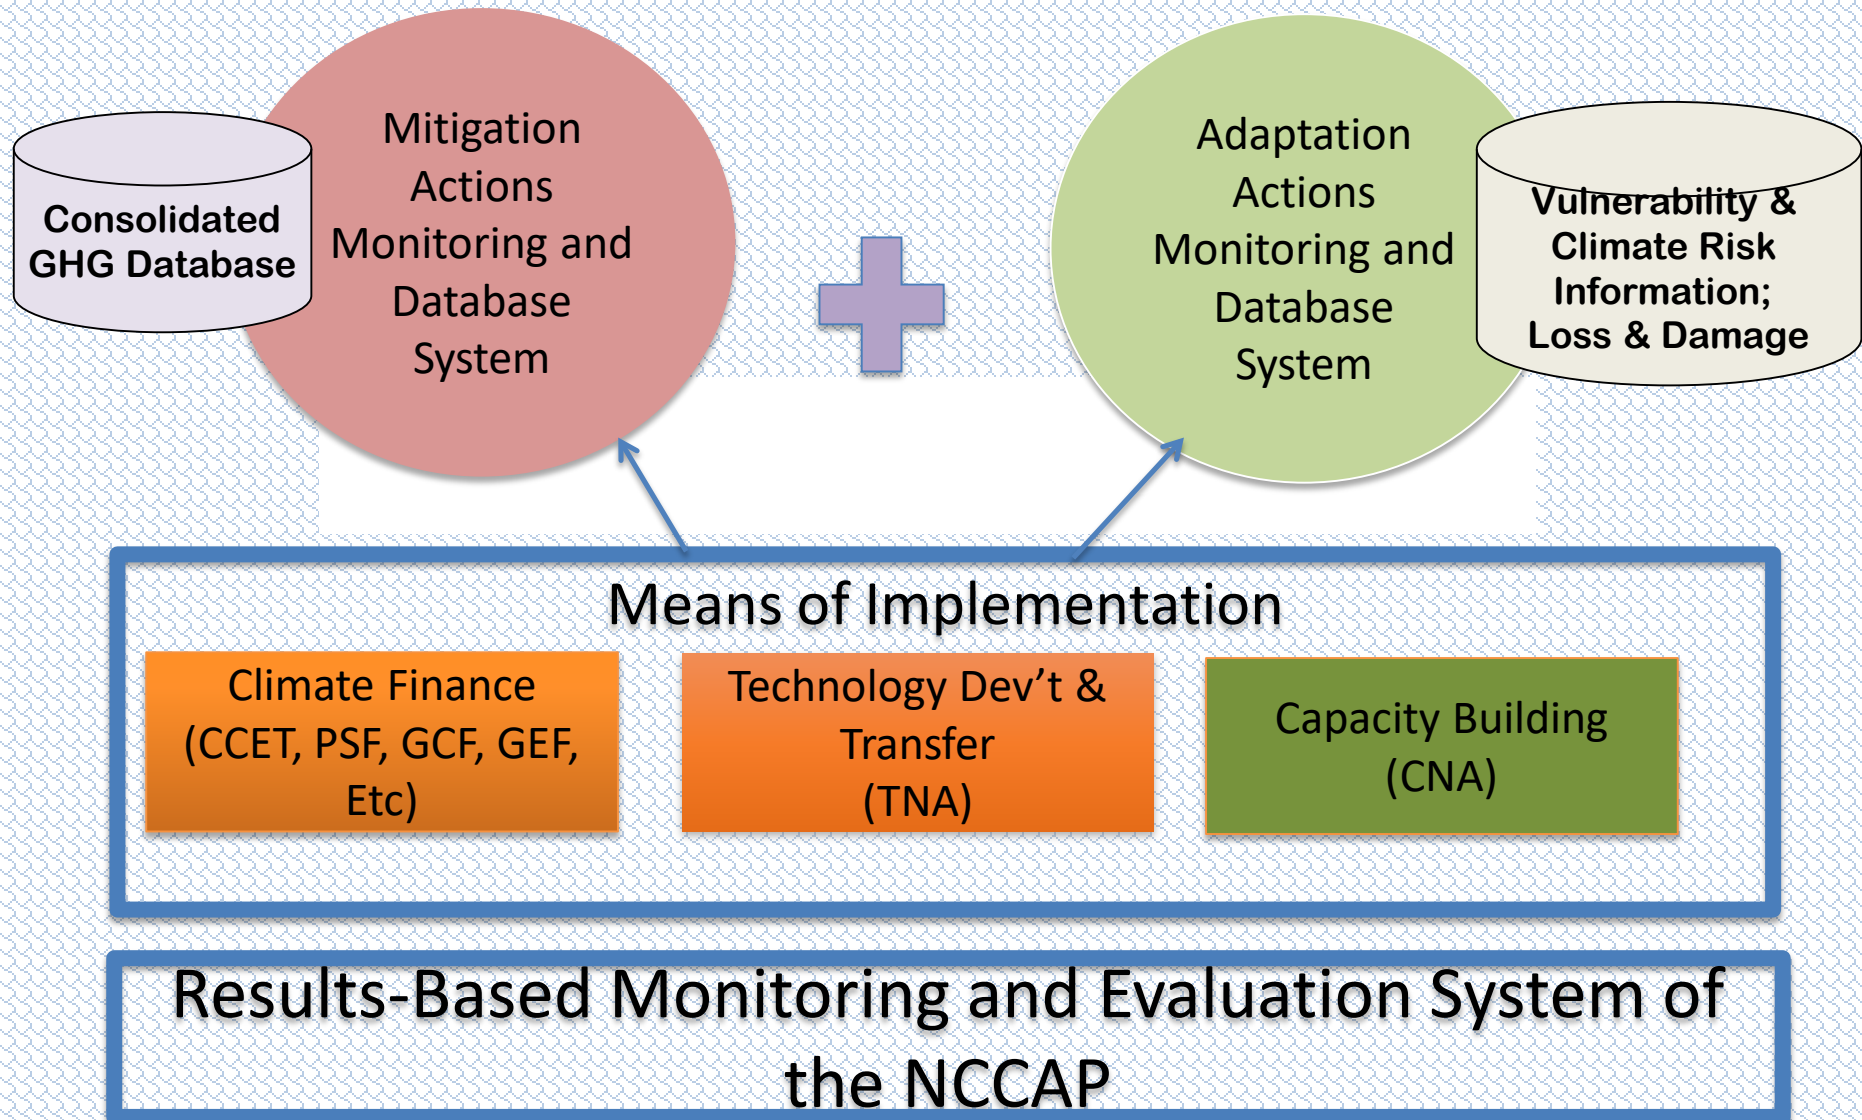 Mitigation
Actions
Monitoring and
Database
System
Consolidated
GHG Database
Adaptation
Actions
Monitoring and
Database
System
Vulnerability &
Climate Risk
Information;
Loss & Damage
Means of Implementation
Climate Finance
(CCET, PSF, GCF, GEF,
Etc)
Technology Dev’t &
Transfer
(TNA)
Capacity Building
(CNA)
Results-Based Monitoring and Evaluation System of
the NCCAP